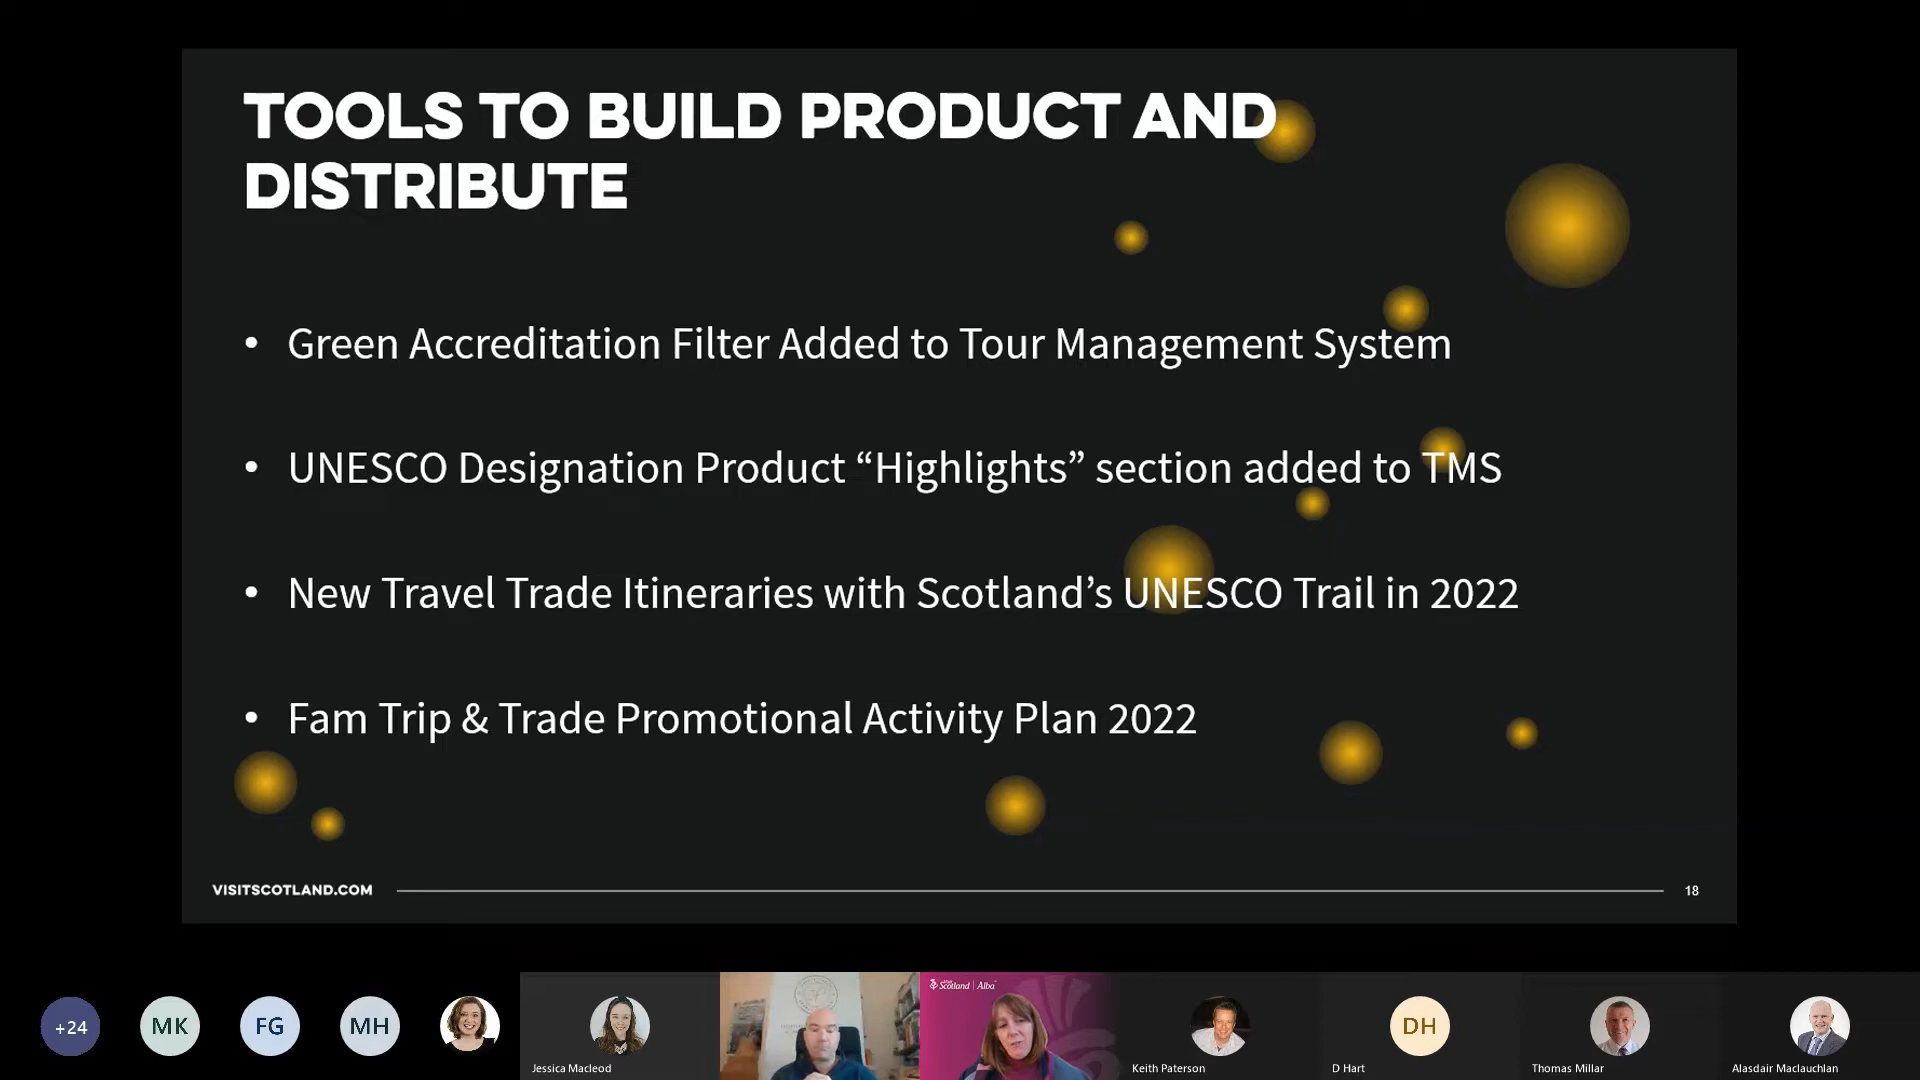 TOOLS TO BUILD PRODUCT AND
DISTRIBUTE
• Green Accreditation Filter Added to Tour Management System
• UNESCO Designation Product “Highlights” section added to TMS
• New Travel Trade Itineraries with Scotland’s UNESCO Trail in 2022
• Fam Trip & Trade Promotional Activity Plan 2022
VISITSCOTLAND.COM
18
+24
MK
FG
MH
Jessica Macleod
Scotland | Alba
Keith Paterson
DH
D Hart
Thomas Millar
Alasdair Maclauchlan